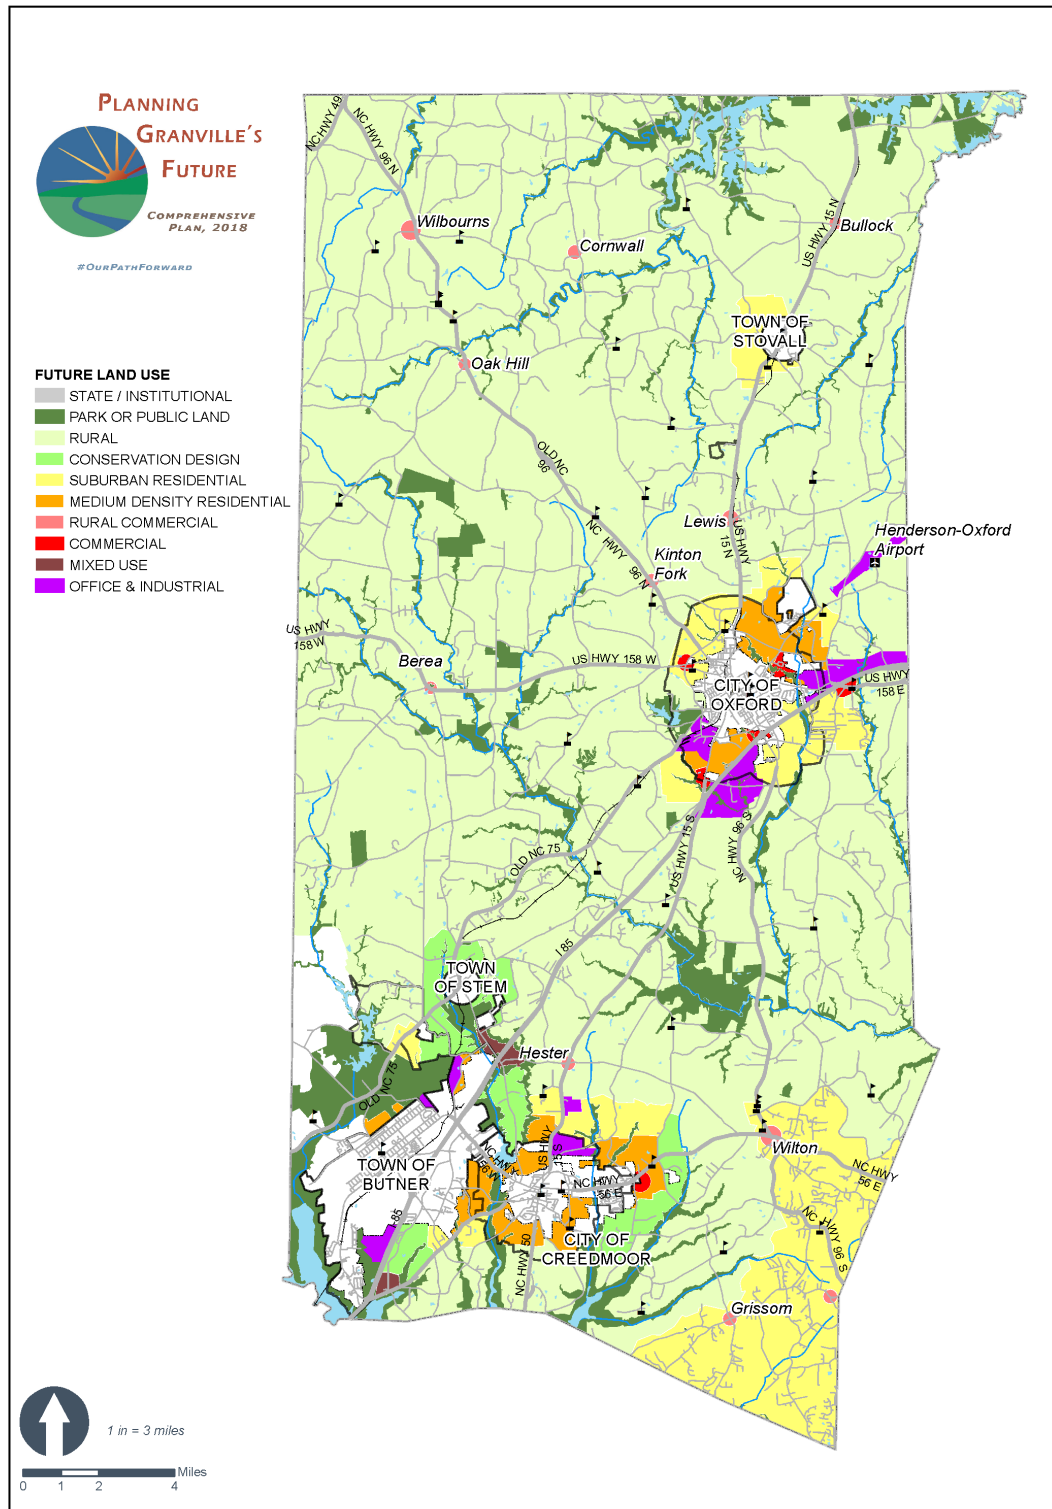 PLANNING
GRANVILLE'S
FUTURE
COMPREHENSIVE
PLAN, 2018
#OURPATHFORWARD
FUTURE LAND USE
STATE / INSTITUTIONAL
PARK OR PUBLIC LAND
RURAL
CONSERVATION DESIGN
SUBURBAN RESIDENTIAL
MEDIUM DENSITY RESIDENTIAL
RURAL COMMERCIAL
COMMERCIAL
MIXED USE
OFFICE & INDUSTRIAL
NC HWY 49
NC HWY 96 N
Wilbourns
Cornwall
US HWY 15 N
Bullock
TOWN OF
STOVALL
Oak Hill
OLD NC
96
NC HWY
96 N
Lewis
US HWY
15 N
Henderson-Oxford
Airport
Kinton
Fork
US HWY
158 W
Berea
US HWY 158 W
CITY OF
OXFORD
US HWY
158 E
OLD NC 75
US HWY 15 S
NC HWY 96 S
I 85
TOWN
OF STEM
Hester
OLD NC 75
TOWN OF
BUTNER
NC HWY
56 W
US HWY
15 S
NC HWY
56 E
Wilton
NC HWY
56 E
NC HWY 96 S
I 85
NC HWY 50
CITY OF
CREEDMOOR
Grissom
1 in = 3 miles
Miles
0 1 2 4